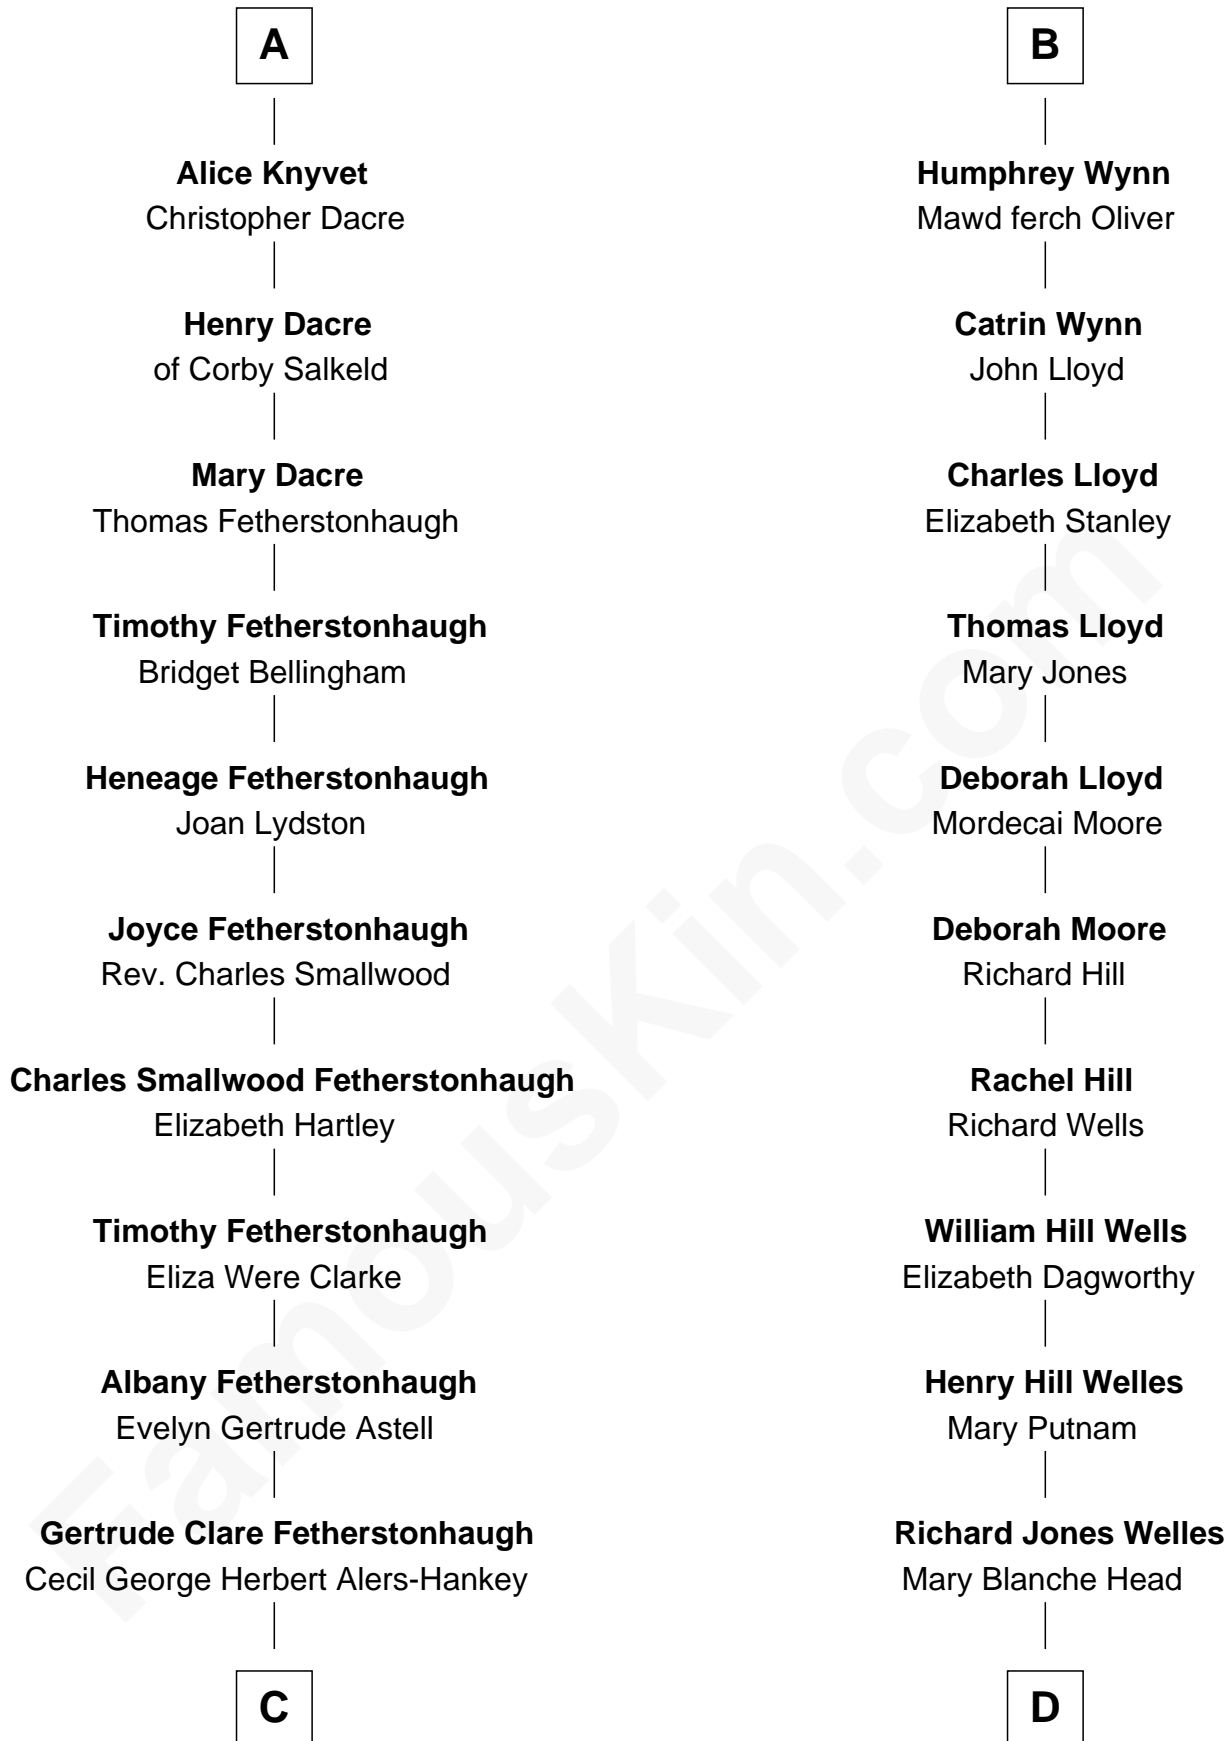 A
Alice Knyvet
Christopher Dacre
Henry Dacre
of Corby Salkeld
Mary Dacre
Thomas Fetherstonhaugh
Timothy Fetherstonhaugh
Bridget Bellingham
Heneage Fetherstonhaugh
Joan Lydston
Joyce Fetherstonhaugh
Rev. Charles Smallwood
Charles Smallwood Fetherstonhaugh
Elizabeth Hartley
Timothy Fetherstonhaugh
Eliza Were Clarke
Albany Fetherstonhaugh
Evelyn Gertrude Astell
Gertrude Clare Fetherstonhaugh
Cecil George Herbert Alers-Hankey
C
B
Humphrey Wynn
Mawd ferch Oliver
Catrin Wynn
John Lloyd
Charles Lloyd
Elizabeth Stanley
Thomas Lloyd
Mary Jones
Deborah Lloyd
Mordecai Moore
Deborah Moore
Richard Hill
Rachel Hill
Richard Wells
William Hill Wells
Elizabeth Dagworthy
Henry Hill Welles
Mary Putnam
Richard Jones Welles
Mary Blanche Head
D
FamousKin.com